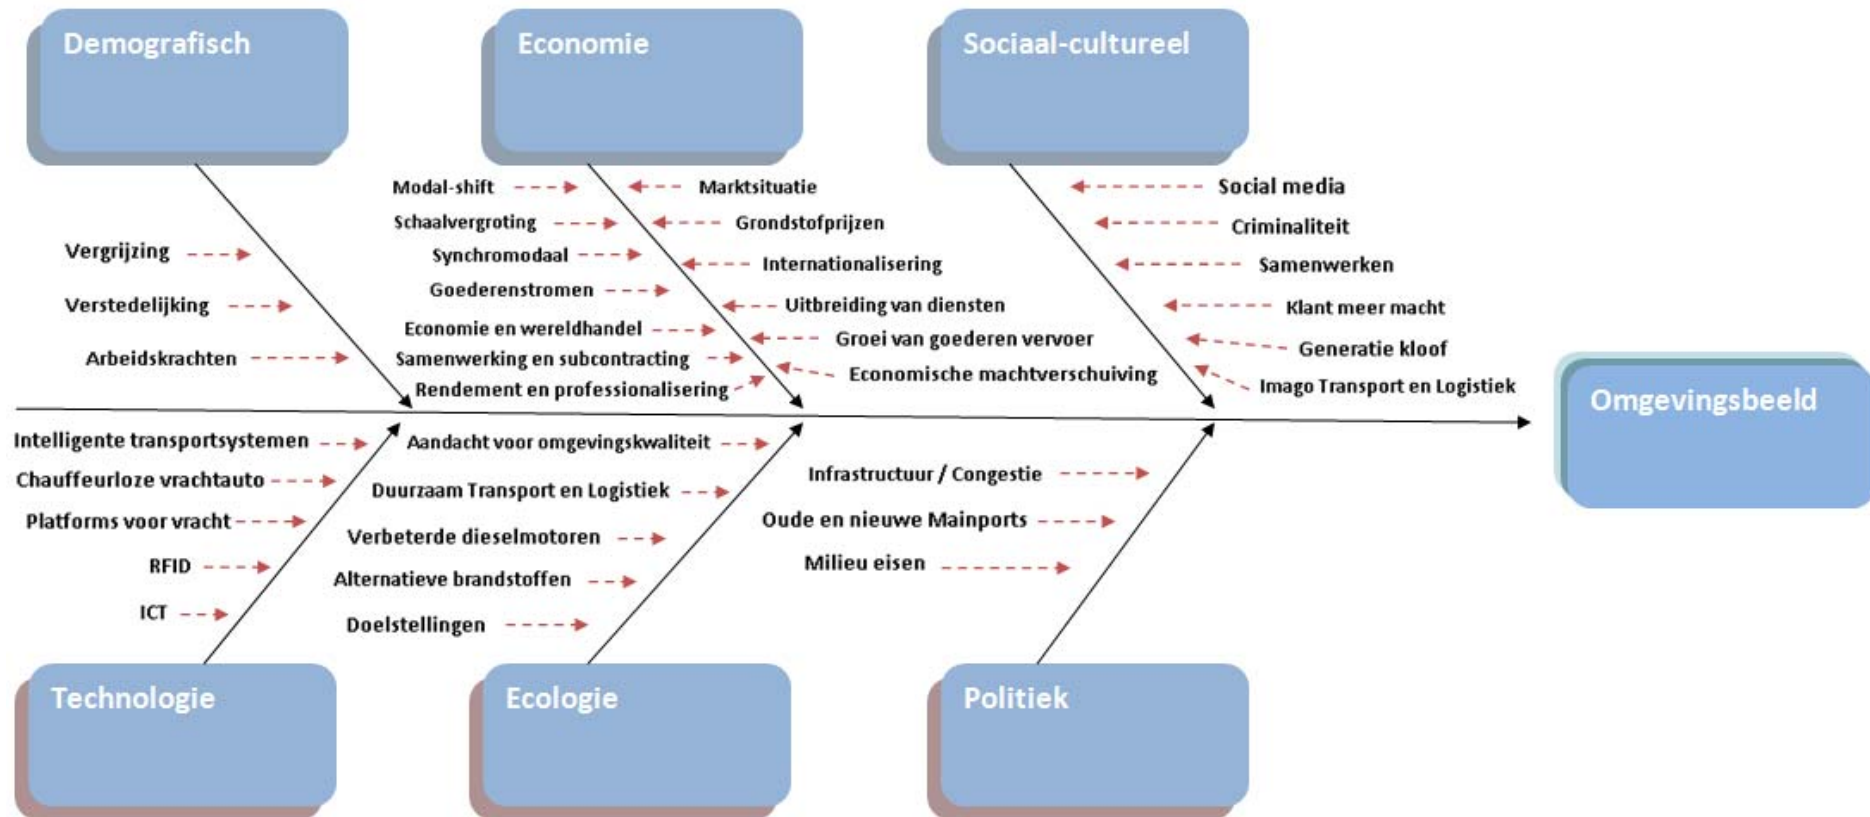 Demografisch
Economie
Sociaal-cultureel
Vergrijzing
Verstedelijking
Arbeidskrachten
Modal-shift
Schaalvergroting
Synchromodaal
Goederenstromen
Economie en wereldhandel
Samenwerking en subcontracting
Rendement en professionalisering
Marktsituatie
Grondstofprijzen
Internationalisering
Uitbreiding van diensten
Groei van goederen vervoer
Economische machtverschuiving
Social media
Criminaliteit
Samenwerken
Klant meer macht
Generatie kloof
Imago Transport en Logistiek
Omgevingsbeeld
Intelligente transportsystemen
Chauffeurloze vrachtauto
Platforms voor vracht
RFID
ICT
Aandacht voor omgevingskwaliteit
Duurzaam Transport en Logistiek
Verbeterde dieselmotoren
Alternatieve brandstoffen
Doelstellingen
Infrastructuur / Congestie
Oude en nieuwe Mainports
Milieu eisen
Technologie
Ecologie
Politiek